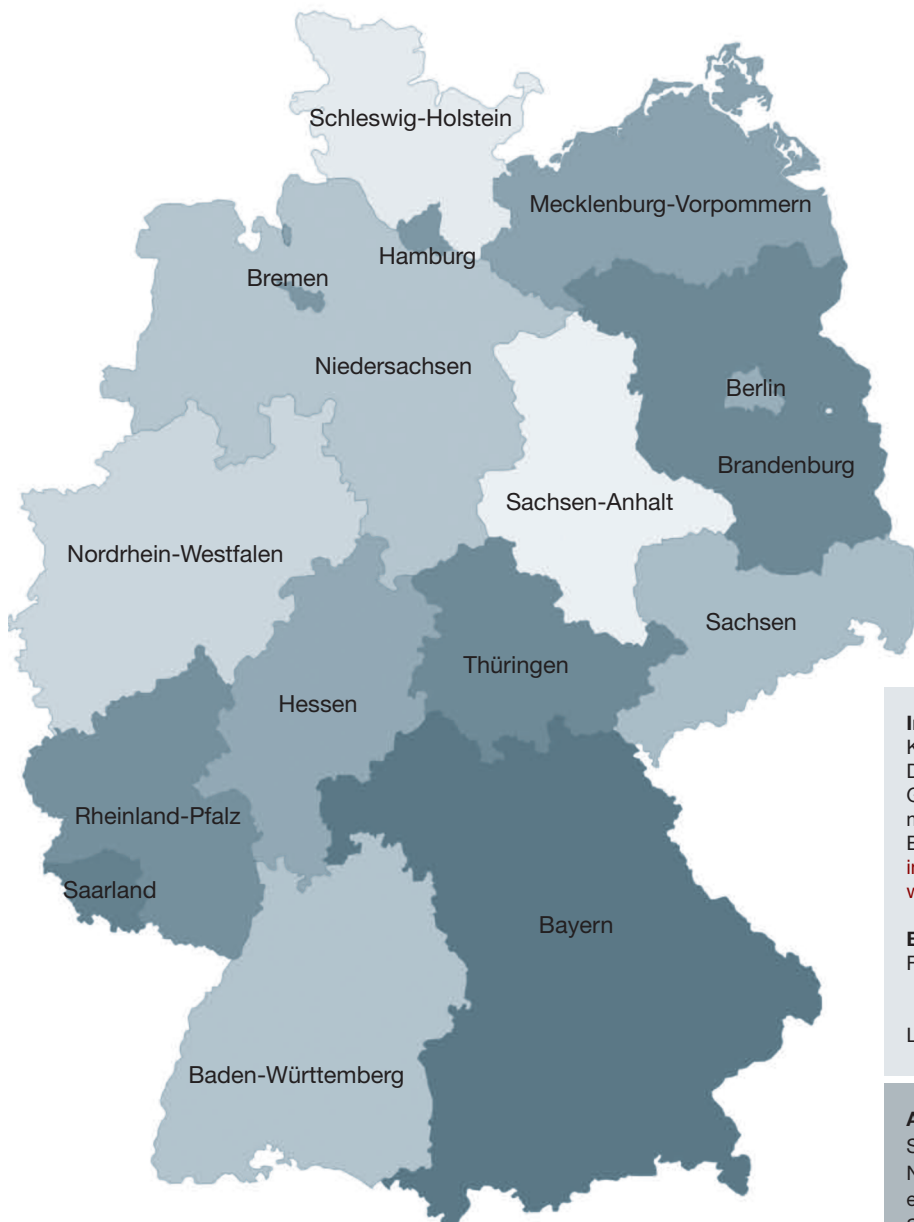 Schleswig-Holstein
Mecklenburg-Vorpommern
Hamburg
Bremen
Niedersachsen
Berlin
Brandenburg
Sachsen-Anhalt
Nordrhein-Westfalen
Sachsen
Thüringen
Hessen
Rheinland-Pfalz
Saarland
Bayern
Baden-Württemberg